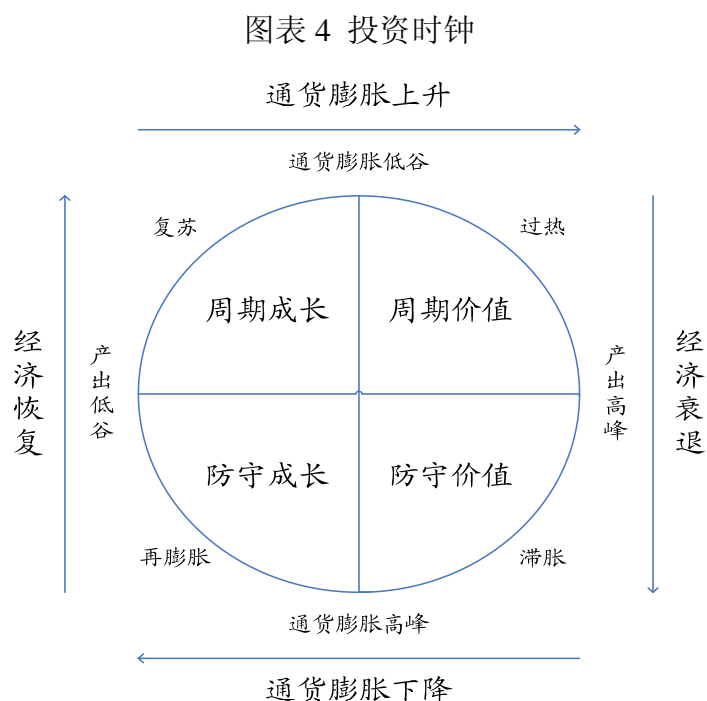 图表 4 投资时钟
通货膨胀上升
通货膨胀低谷
复苏
过热
周期成长
周期价值
经济恢复
产出低谷
产出高峰
经济衰退
防守成长
防守价值
再膨胀
滞胀
通货膨胀高峰
通货膨胀下降